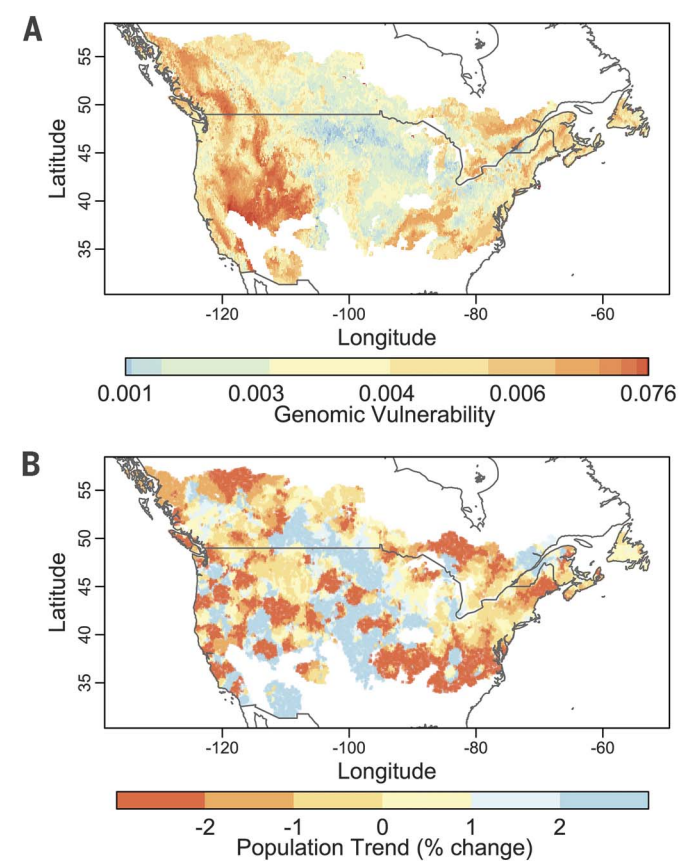 A
55
50
45
40
35
Latitude
-120 -100 -80 -60
Longitude
0.001 0.003 0.004 0.006 0.076
Genomic Vulnerability
B
55
50
45
40
35
Latitude
-120 -100 -80 -60
Longitude
-2 -1 0 1 2
Population Trend (% change)